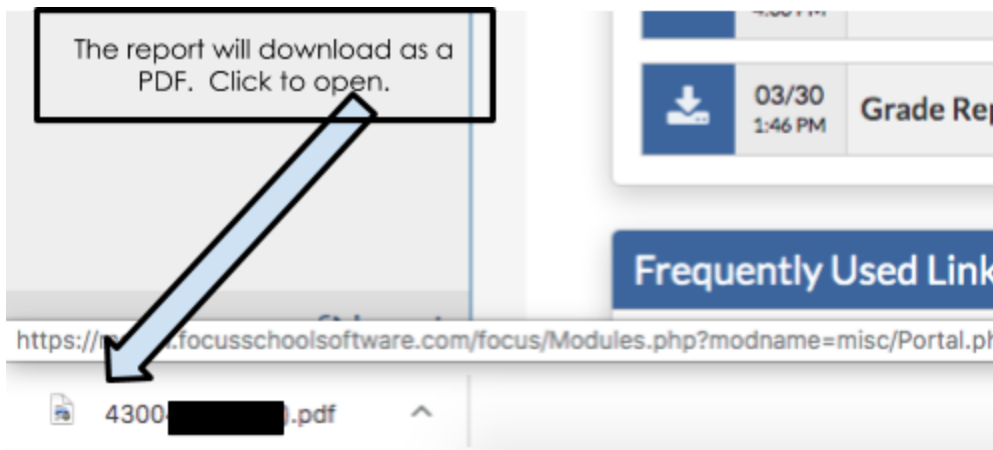 The report will download as a
PDF. Click to open.
03/30
1:46 PM
Grade Rep
Frequently Used Link
.focusschoolsoftware.com/focus/Modules.php?modname=misc/Portal.ph
https://
4300
.pdf